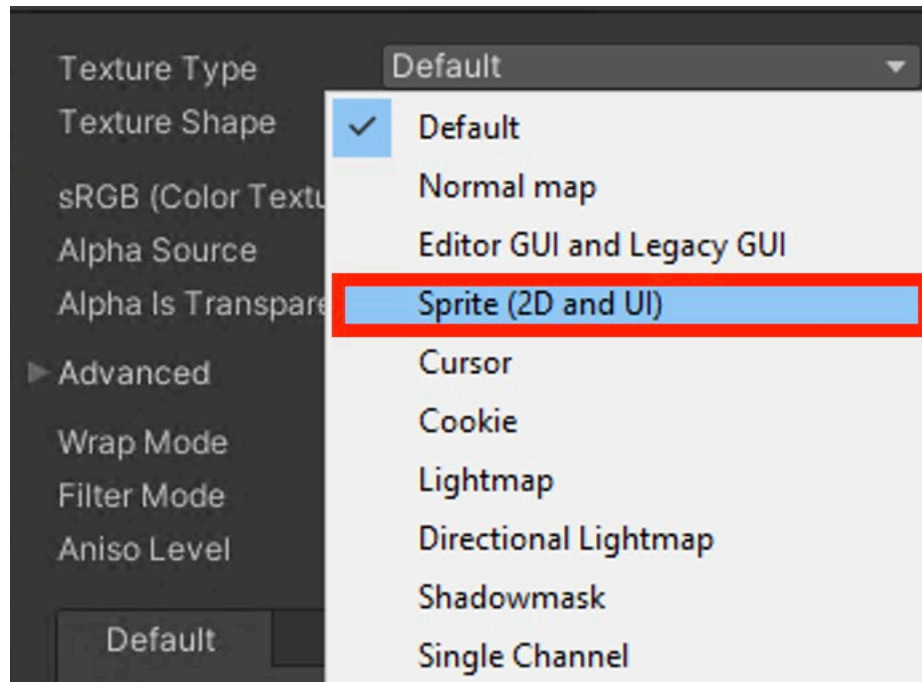 Texture Type Default
Texture Shape
Default
Normal map
sRGB (Color Textu
Editor GUI and Legacy GUI
Alpha Source
Sprite (2D and UI)
Alpha Is Transpare
Cursor
Advanced
Cookie
Wrap Mode
Lightmap
Filter Mode
Directional Lightmap
Aniso Level
Shadowmask
Default
Single Channel